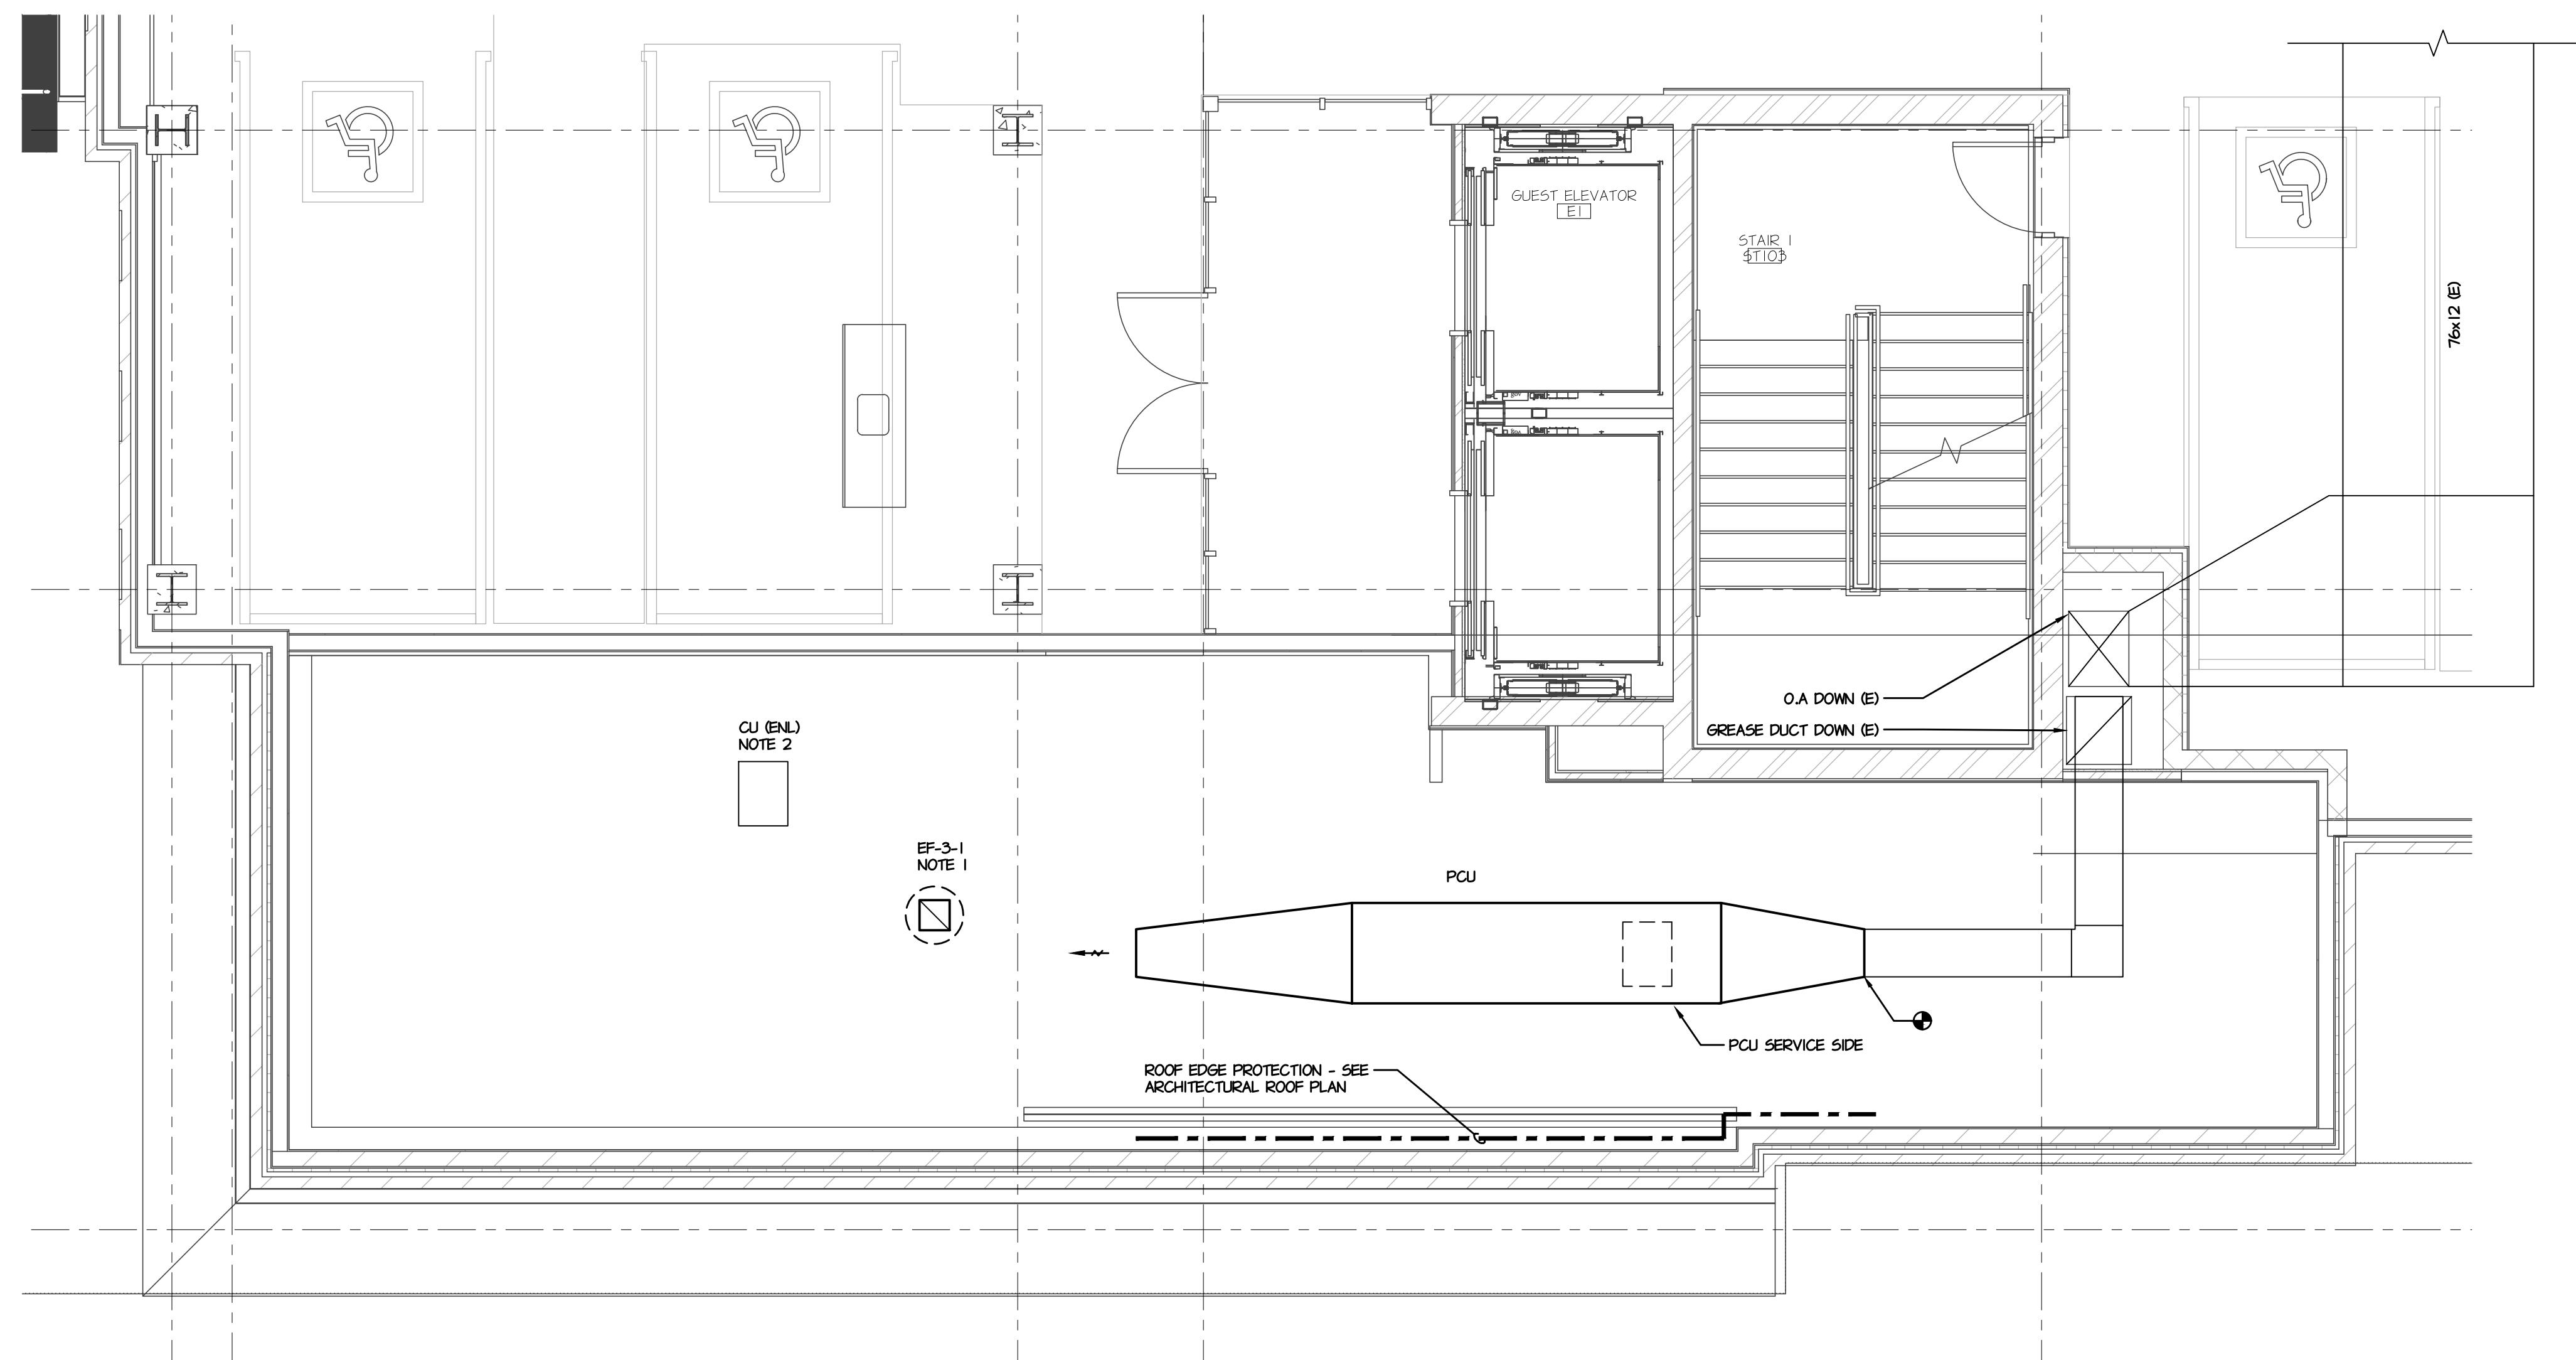 GUEST ELEVATOR
E1
STAIR 1
ST103
76x12 (E)
gov
O.A DOWN (E)
GREASE DUCT DOWN (E)
CU (ENL)
NOTE 2
EF-3-1
NOTE 1
PCU
PCU SERVICE SIDE
ROOF EDGE PROTECTION - SEE
ARCHITECTURAL ROOF PLAN